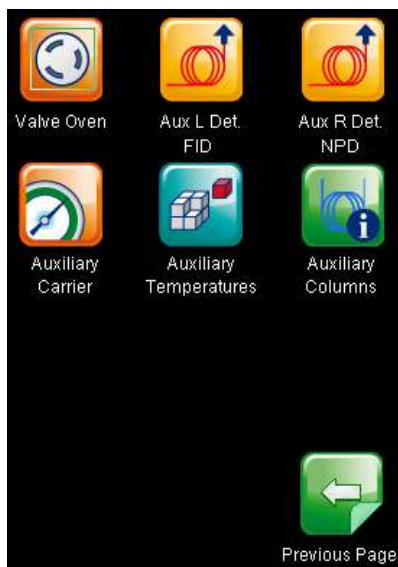 Valve Oven
Aux L Det.
FID
Aux R Det.
NPD
Auxiliary
Carrier
Auxiliary
Temperatures
Auxiliary
Columns
Previous Page